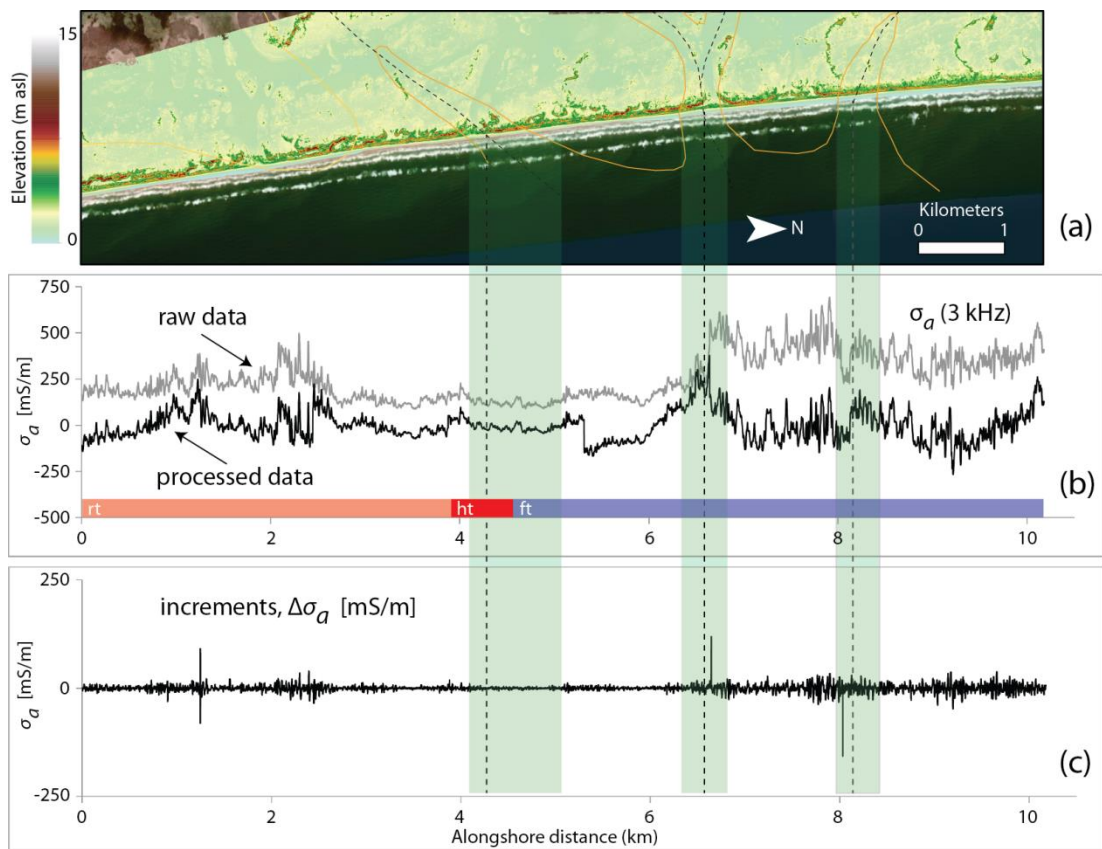 15
Elevation (m asl)
0
Kilometers
N
0 1
(a)
750
500
250
0
-250
-500
σa [mS/m]
raw data
processed data
σa (3 kHz)
(b)
rt ht ft
0 2 4 6 8 10
250
0
-250
σa [mS/m]
increments, Δσa [mS/m]
(c)
0 2 4 6 8 10
Alongshore distance (km)